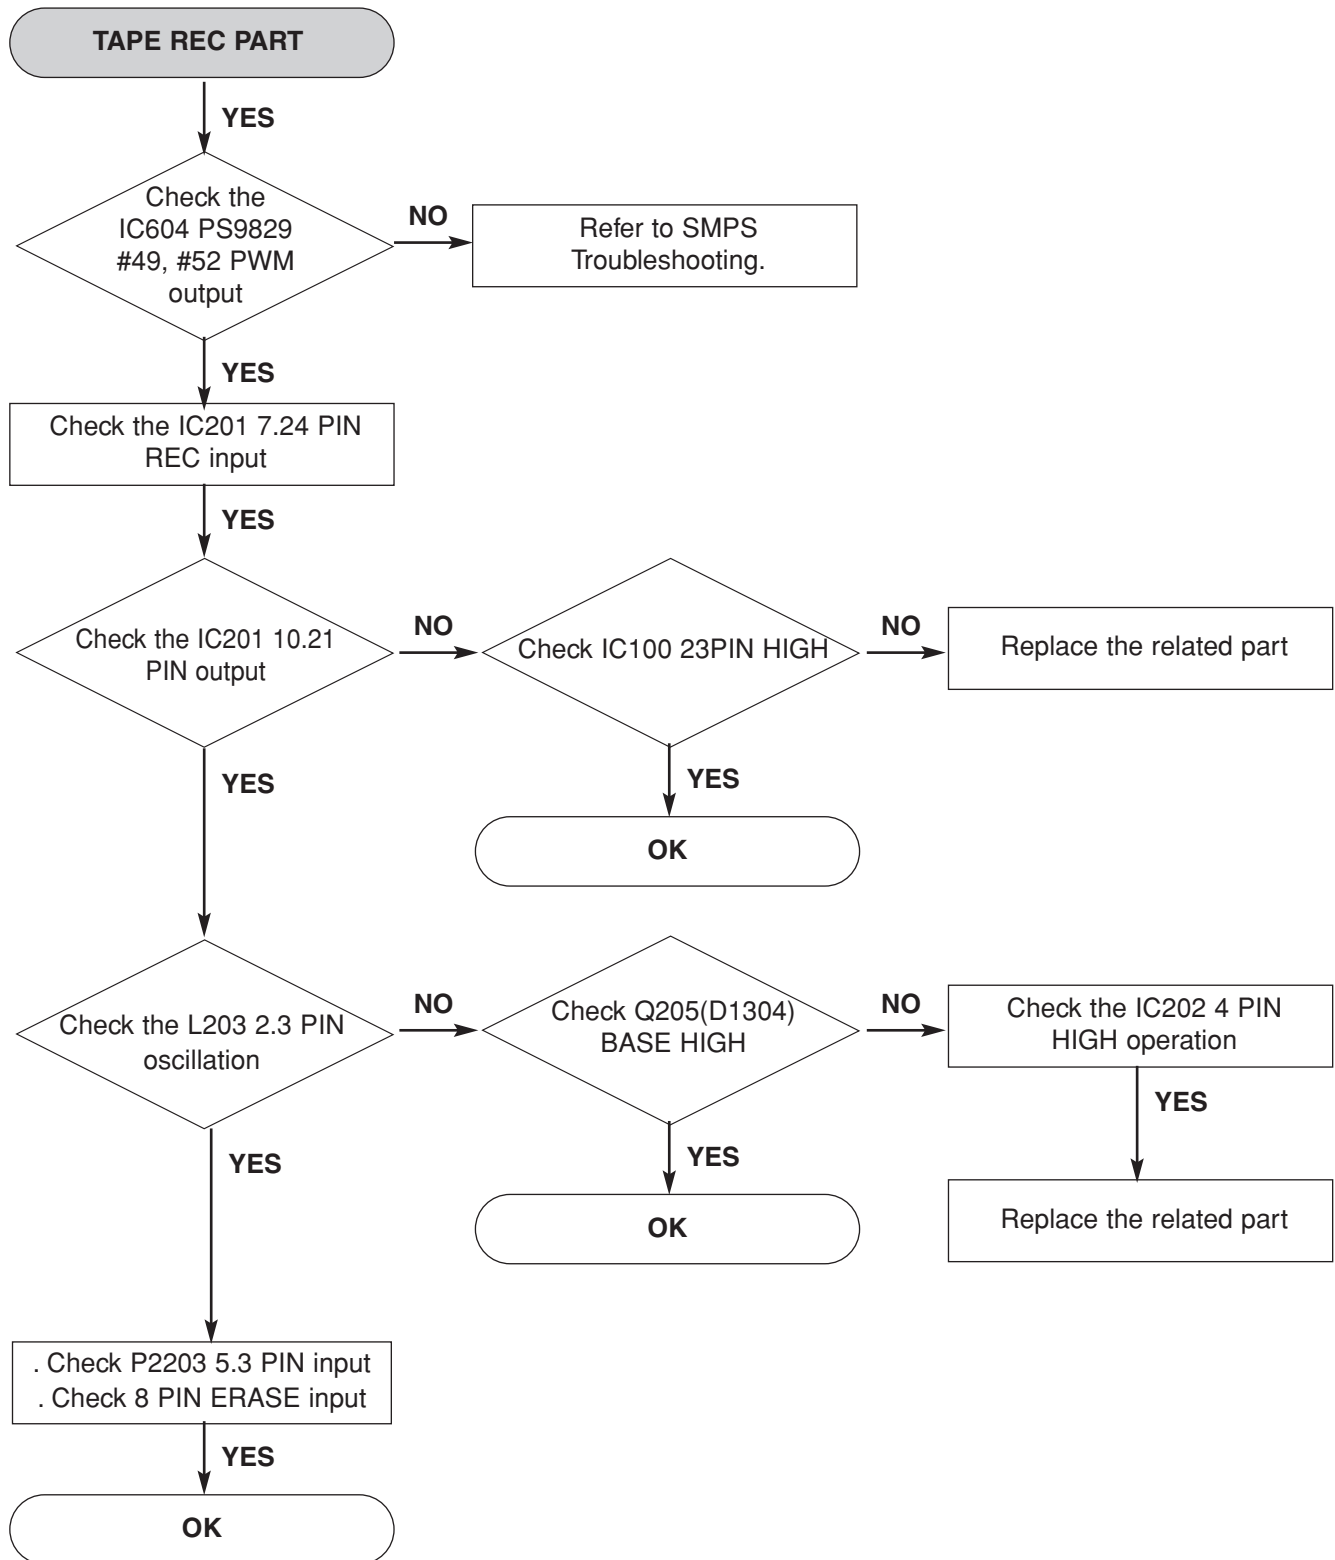 TAPE REC PART
YES
Check the
IC604 PS9829
#49, #52 PWM
output
NO
Refer to SMPS
Troubleshooting.
YES
Check the IC201 7.24 PIN
REC input
YES
Check the IC201 10.21
PIN output
NO
Check IC100 23PIN HIGH
NO
Replace the related part
YES
OK
YES
Check the L203 2.3 PIN
oscillation
NO
Check Q205(D1304)
BASE HIGH
NO
Check the IC202 4 PIN
HIGH operation
YES
Replace the related part
YES
OK
YES
. Check P2203 5.3 PIN input
. Check 8 PIN ERASE input
YES
OK